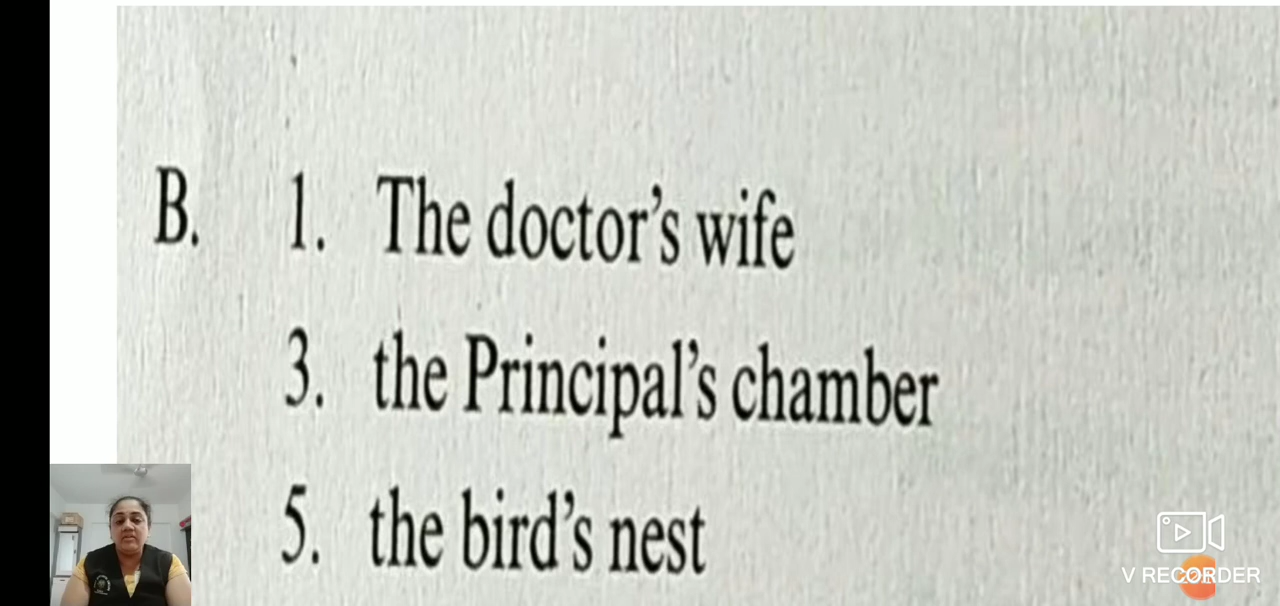 B. 1. The doctor’s wife
3. the Principal’s chamber
5. the bird’s nest
V RECORDER